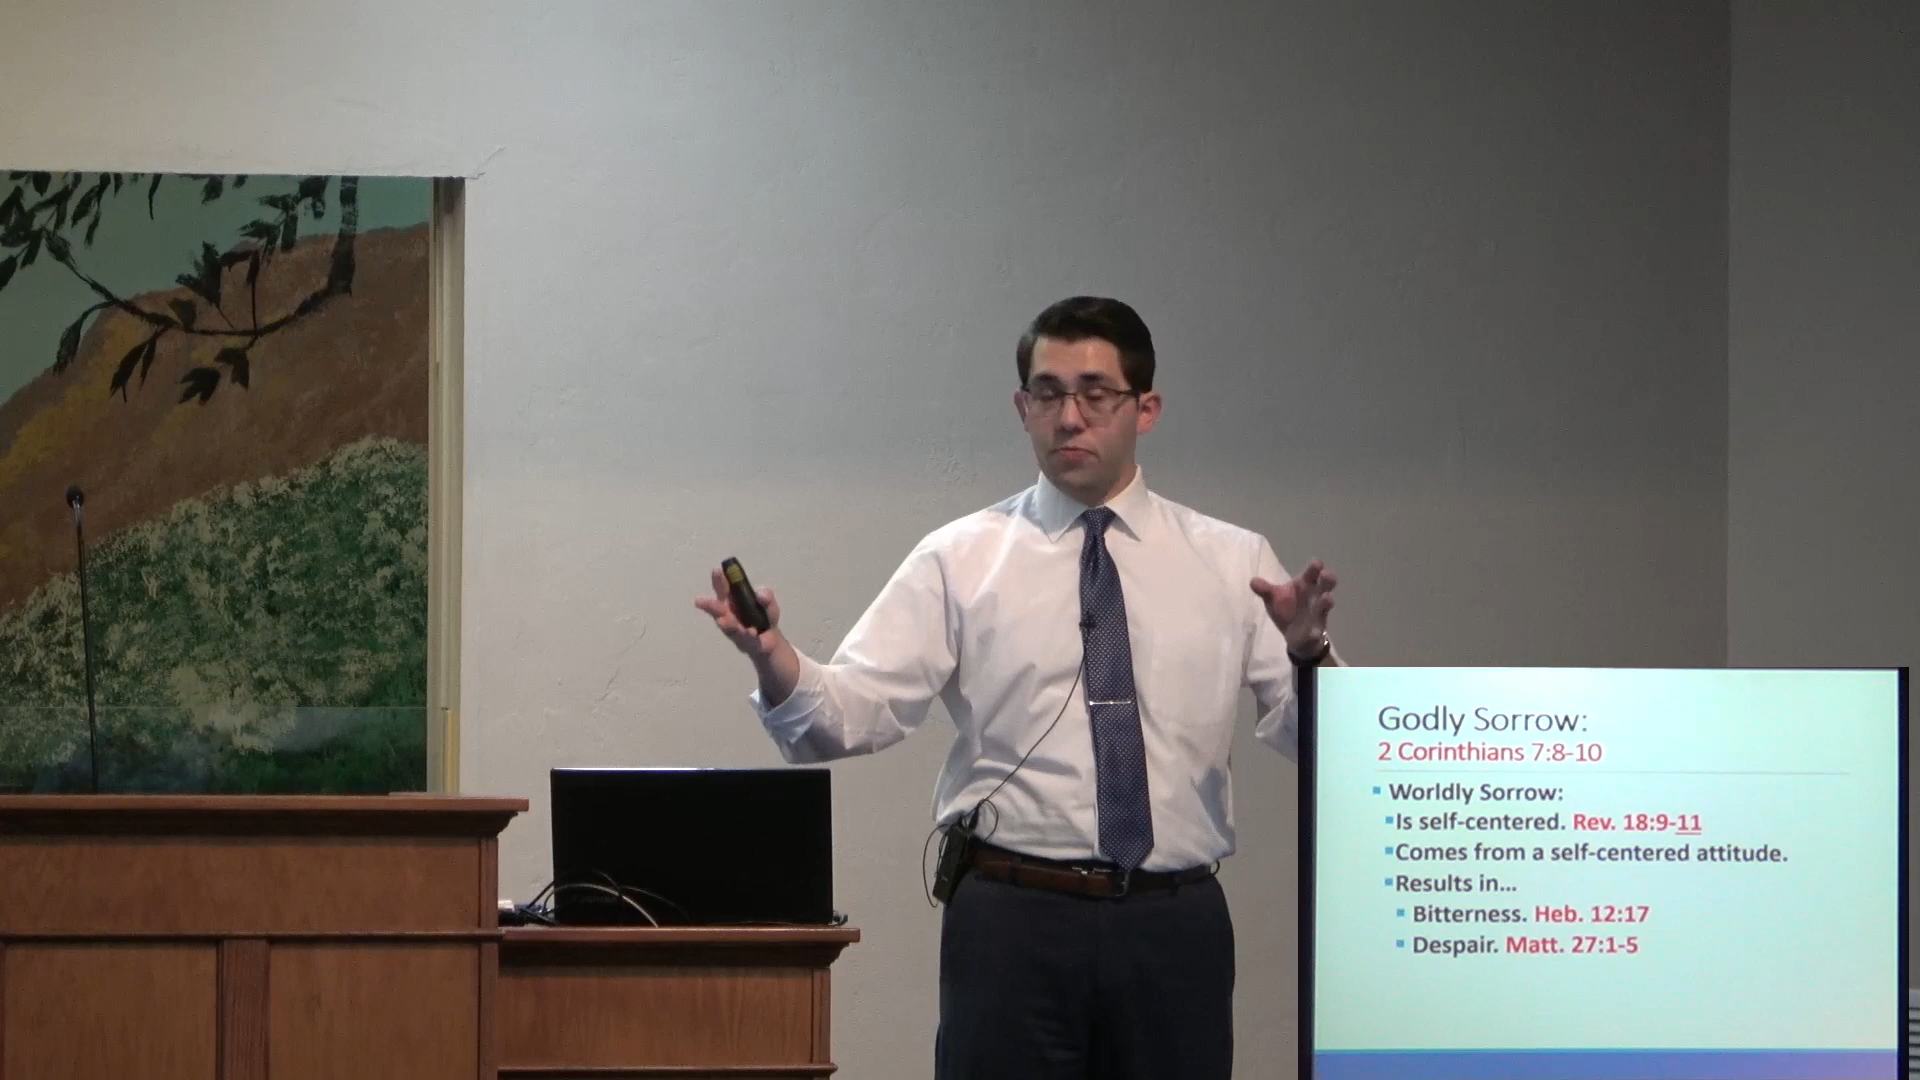 Godly Sorrow:
2 Corinthians 7:8-10
Worldly Sorrow:
Is self-centered. Rev. 18:9-11
Comes from a self-centered attitude.
Results in...
Bitterness. Heb. 12:17
Despair. Matt. 27:1-5